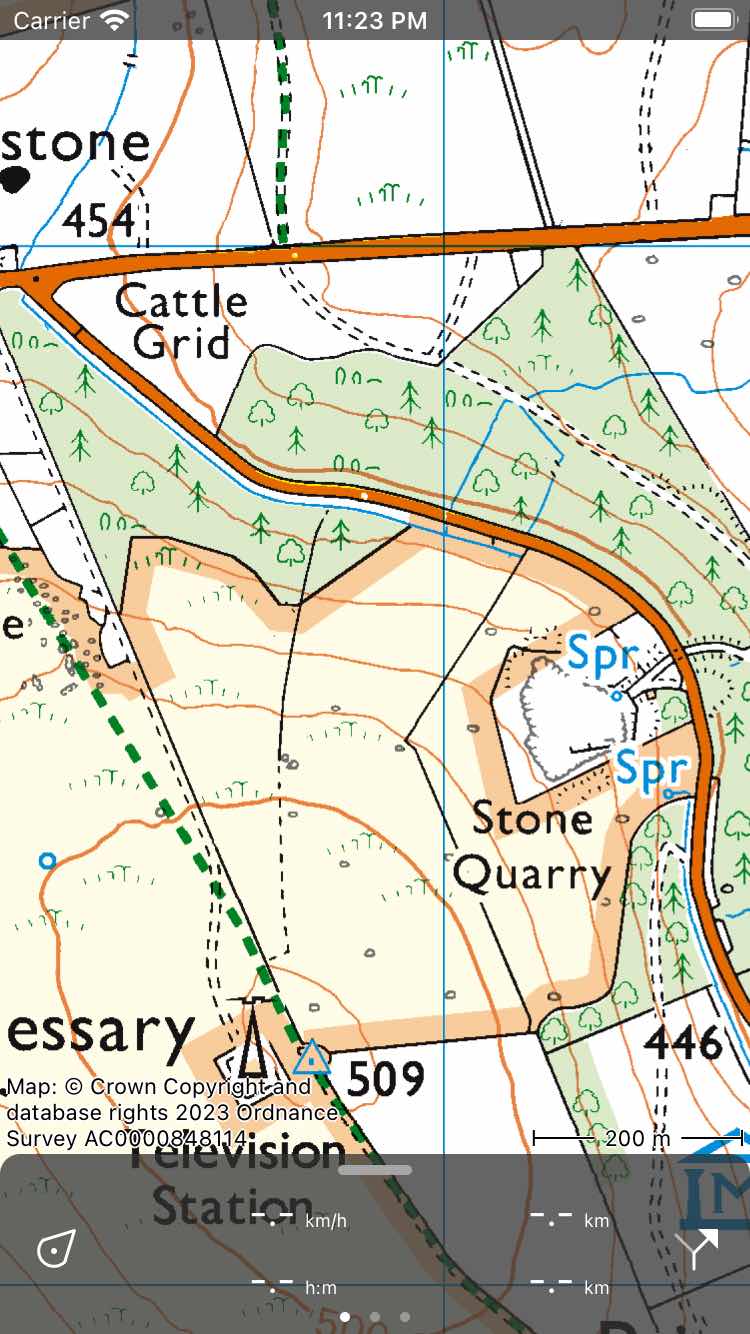 Carrier 11:23 PM
stone
454
Cattle
Grid
e
Spr
Spr
Stone
Quarry
essary
446
509
Map: © Crown Copyright and
database rights 2023 Ordnance
Survey AC0000848114
200 m
Television
Station
-.- km/h
-.- km
-.- h:m
-.- km
500